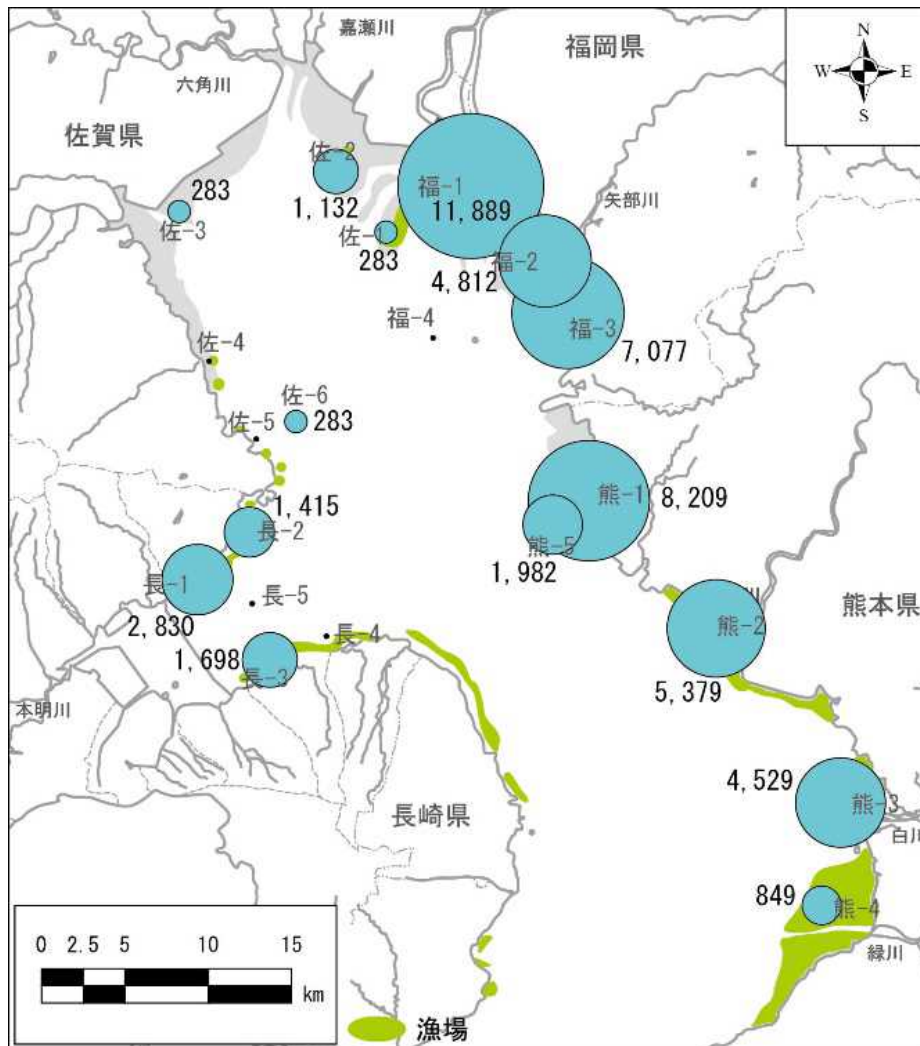 嘉瀬川
福岡県
N
W E
S
六角川
佐賀県
佐-2
283
福-1
1,132
11,889
矢部川
佐-3
佐-1
283
福-2
4,812
福-4
福-3
7,077
佐-4
佐-6
佐-5
283
1,415
熊-1
8,209
長-2
熊-5
1,982
長-1
長-5
熊本県
2,830
長-4
熊-2
1,698
長-3
5,379
本明川
4,529
熊-3
長崎県
白川
849
熊-4
0 2.5 5 10 15
km
緑川
漁場